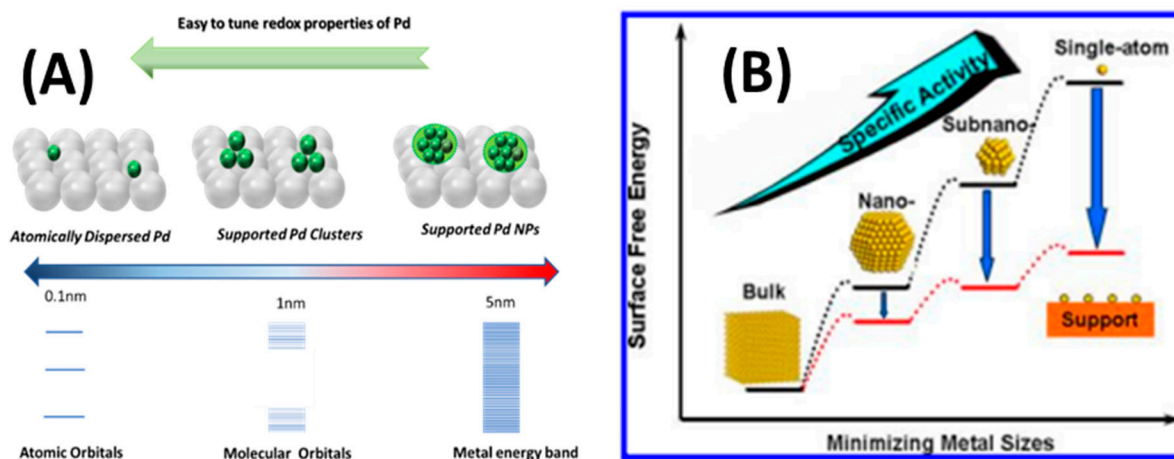 Easy to tune redox properties of Pd
(A)
Atomically Dispersed Pd
Supported Pd Clusters
Supported Pd NPs
0.1nm
1nm
5nm
Atomic Orbitals
Molecular Orbitals
Metal energy band
(B)
Single-atom
Specific Activity
Subnano-
Nano-
Bulk
Support
Surface Free Energy
Minimizing Metal Sizes